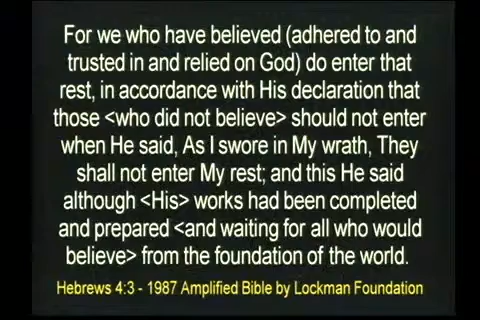 For we who have believed (adhered to and
trusted in and relied on God) do enter that
rest, in accordance with His declaration that
those <who did not believe> should not enter
when He said, As I swore in My wrath, They
shall not enter My rest; and this He said
although <His> works had been completed
and prepared <and waiting for all who would
believe> from the foundation of the world.
Hebrews 4:3 - 1987 Amplified Bible by Lockman Foundation